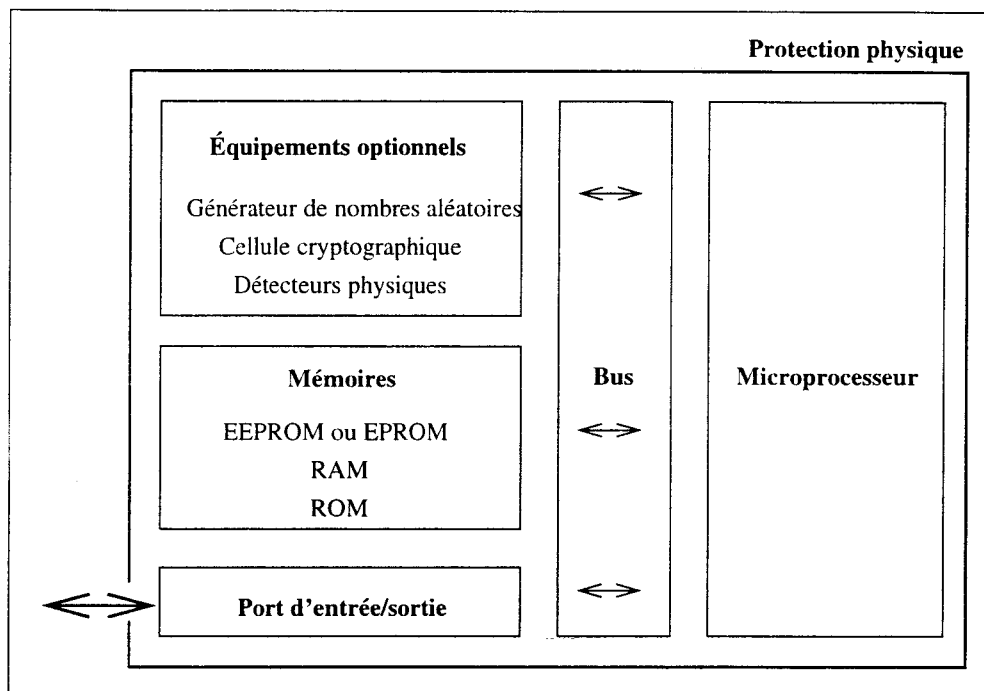 Protection physique
Équipements optionnels
Générateur de nombres aléatoires
Cellule cryptographique
Détecteurs physiques
Mémoires
EEPROM ou EPROM
RAM
ROM
Port d'entrée/sortie
Bus
Microprocesseur